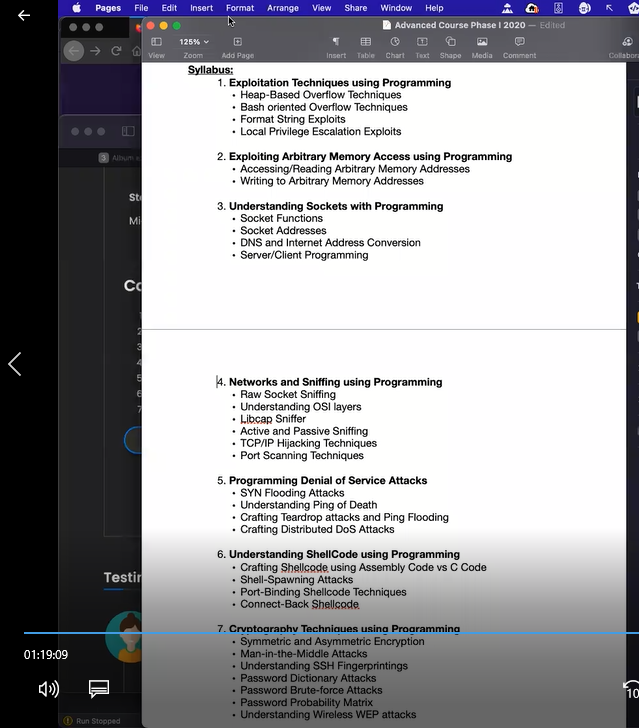 Pages File Edit Insert Format Arrange View Share Window Help
Advanced Course Phase I 2020 — Edited
125%
View Zoom Add Page Insert Table Chart Text Shape Media Comment
Syllabus:
1. Exploitation Techniques using Programming
• Heap-Based Overflow Techniques
• Bash oriented Overflow Techniques
• Format String Exploits
• Local Privilege Escalation Exploits
2. Exploiting Arbitrary Memory Access using Programming
• Accessing/Reading Arbitrary Memory Addresses
• Writing to Arbitrary Memory Addresses
3. Understanding Sockets with Programming
• Socket Functions
• Socket Addresses
• DNS and Internet Address Conversion
• Server/Client Programming
4. Networks and Sniffing using Programming
• Raw Socket Sniffing
• Understanding OSI layers
• Libcap Sniffer
• Active and Passive Sniffing
• TCP/IP Hijacking Techniques
• Port Scanning Techniques
5. Programming Denial of Service Attacks
• SYN Flooding Attacks
• Understanding Ping of Death
• Crafting Teardrop attacks and Ping Flooding
• Crafting Distributed DoS Attacks
6. Understanding ShellCode using Programming
• Crafting Shellcode using Assembly Code vs C Code
• Shell-Spawning Attacks
• Port-Binding Shellcode Techniques
• Connect-Back Shellcode
7. Cryptography Techniques using Programming
• Symmetric and Asymmetric Encryption
• Man-in-the-Middle Attacks
• Understanding SSH Fingerprintings
• Password Dictionary Attacks
• Password Brute-force Attacks
• Password Probability Matrix
• Understanding Wireless WEP attacks
3 Album
01:19:09
10
Run Stopped